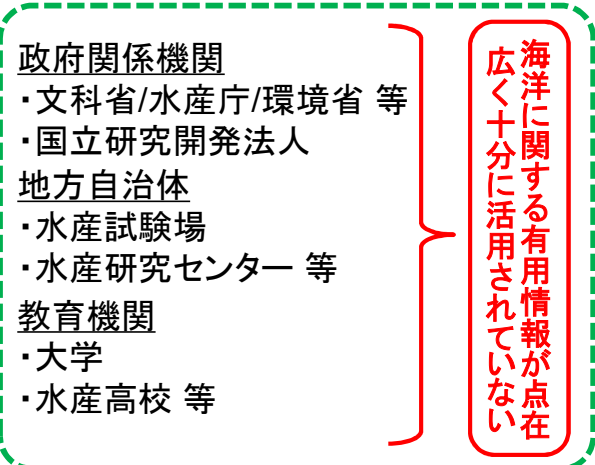 政府関係機関
・文科省/水産庁/環境省 等
・国立研究開発法人
地方自治体
・水産試験場
・水産研究センター 等
教育機関
・大学
・水産高校 等
海洋に関する有用情報が点在
広く十分に活用されていない